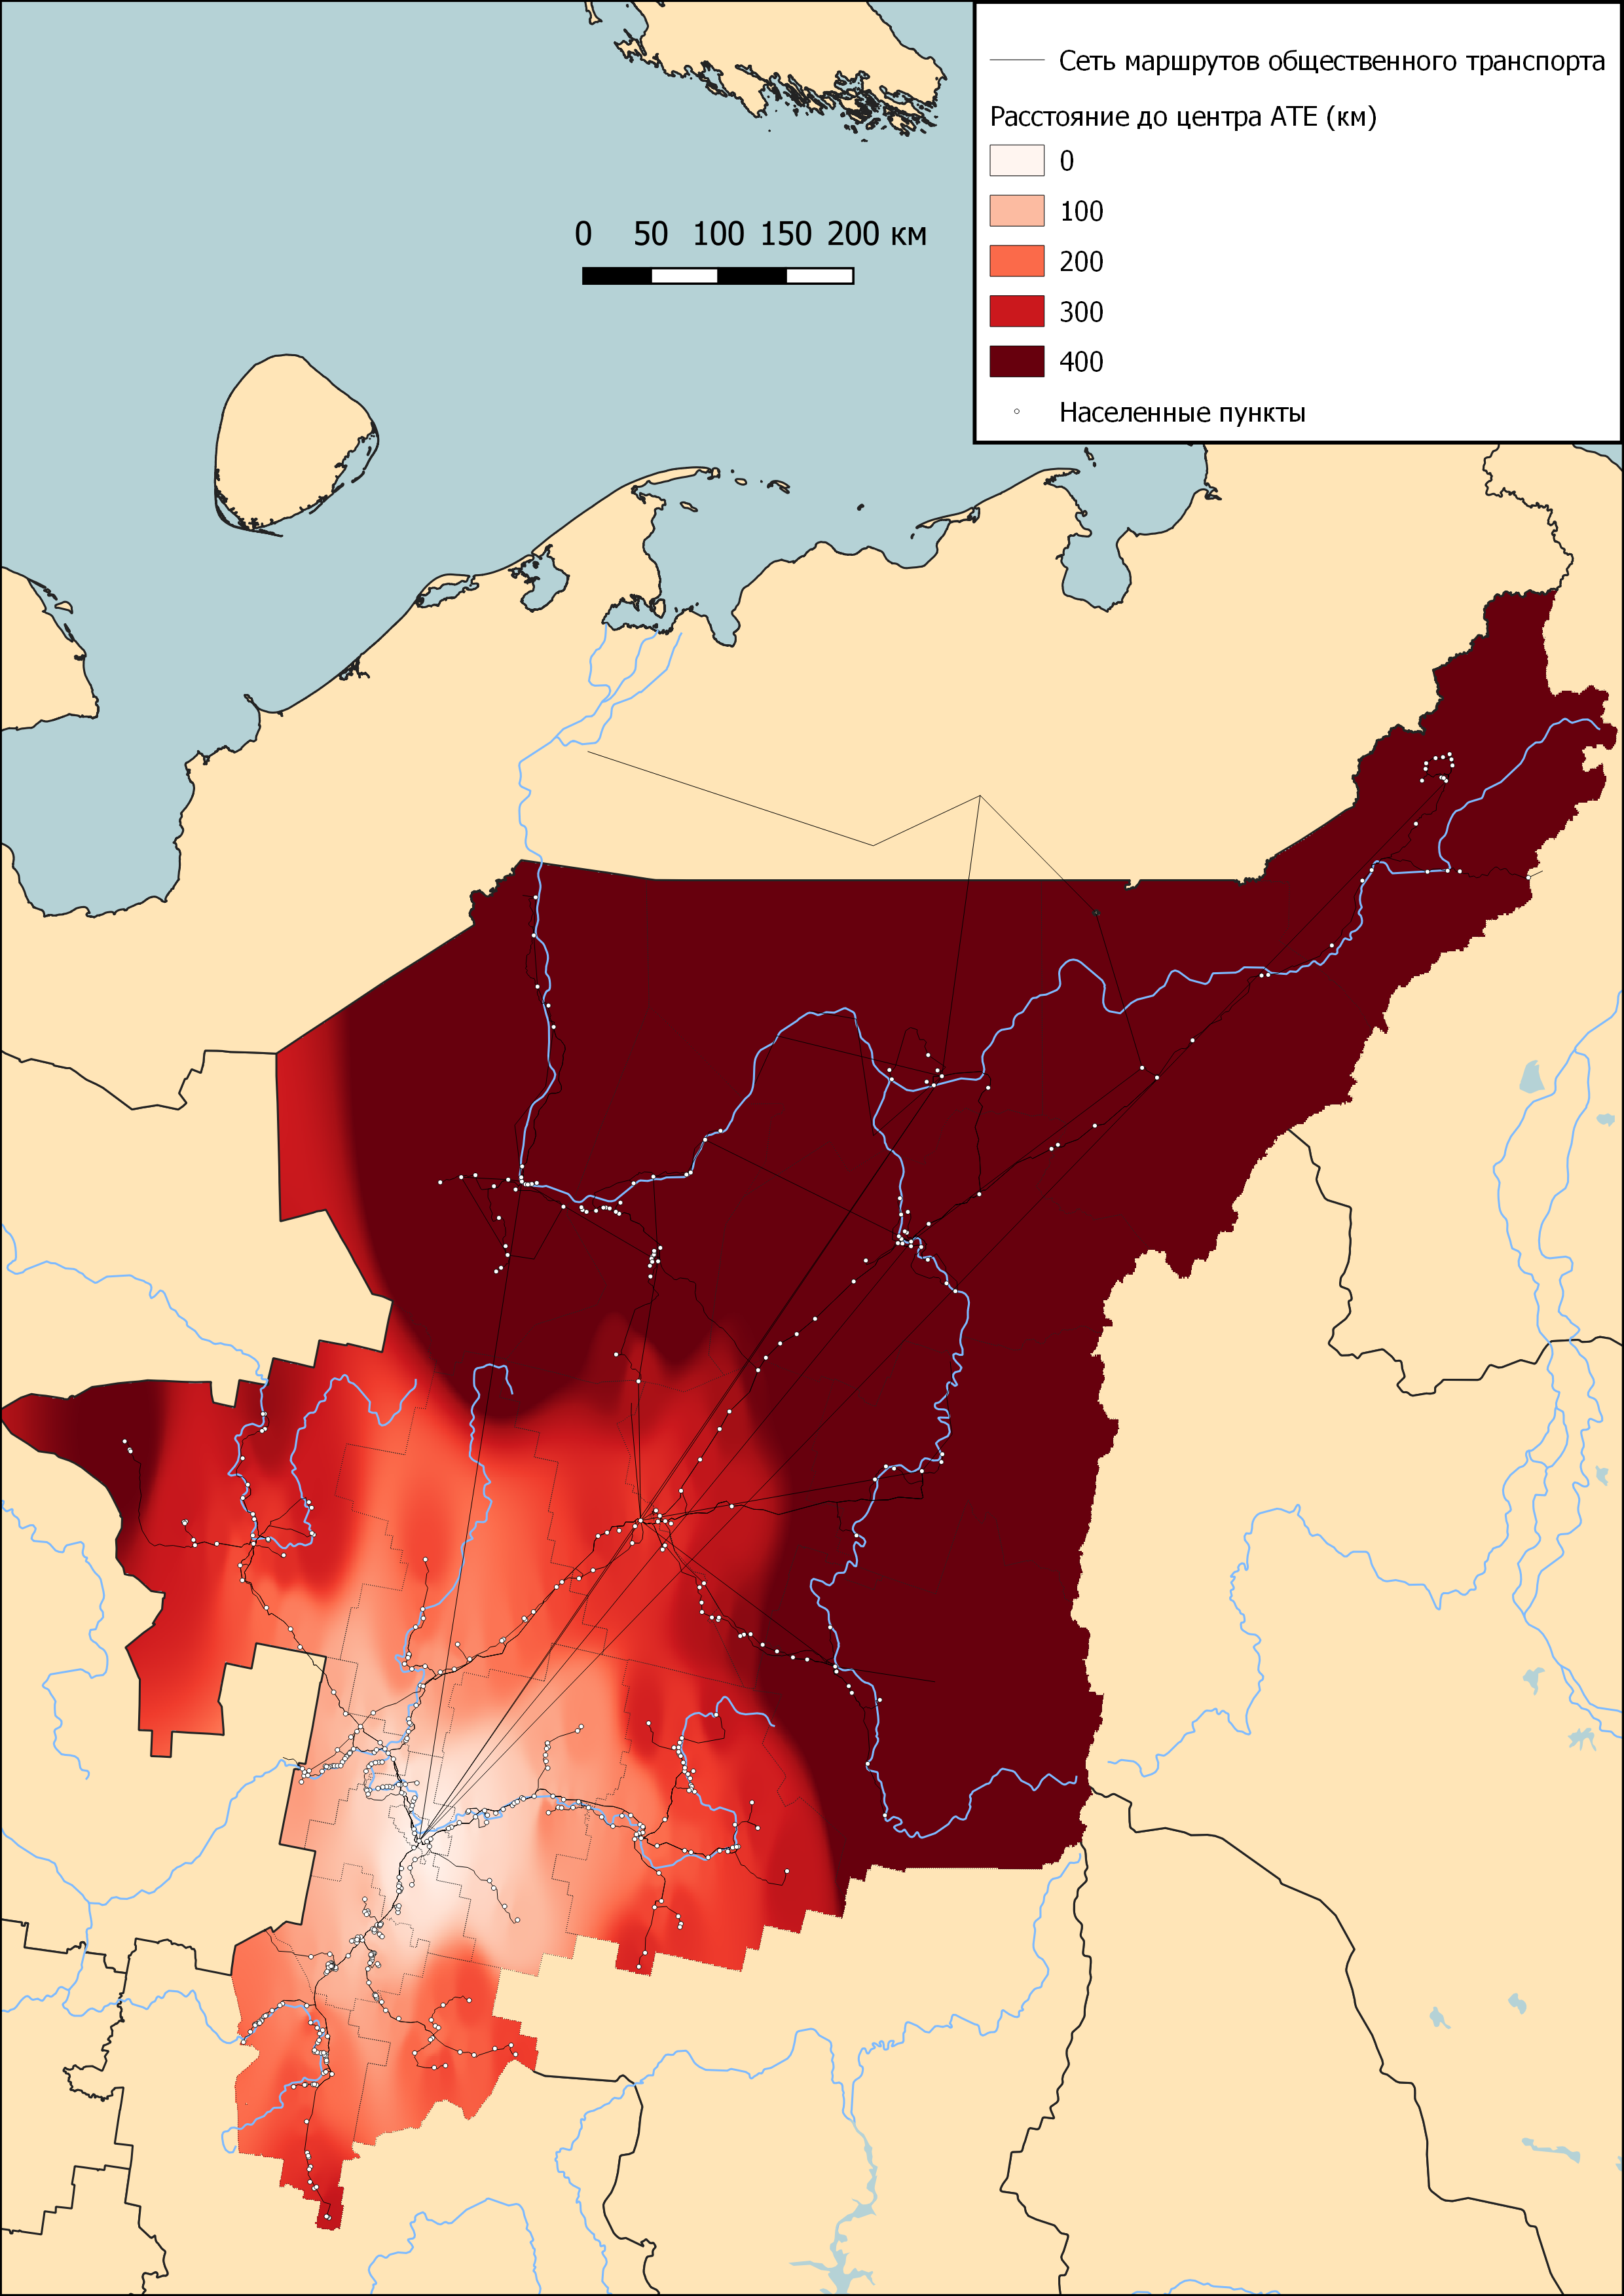 Сеть маршрутов общественного транспорта
Расстояние до центра АТЕ (км)
0
100
200
300
400
Населенные пункты
0 50 100 150 200 км